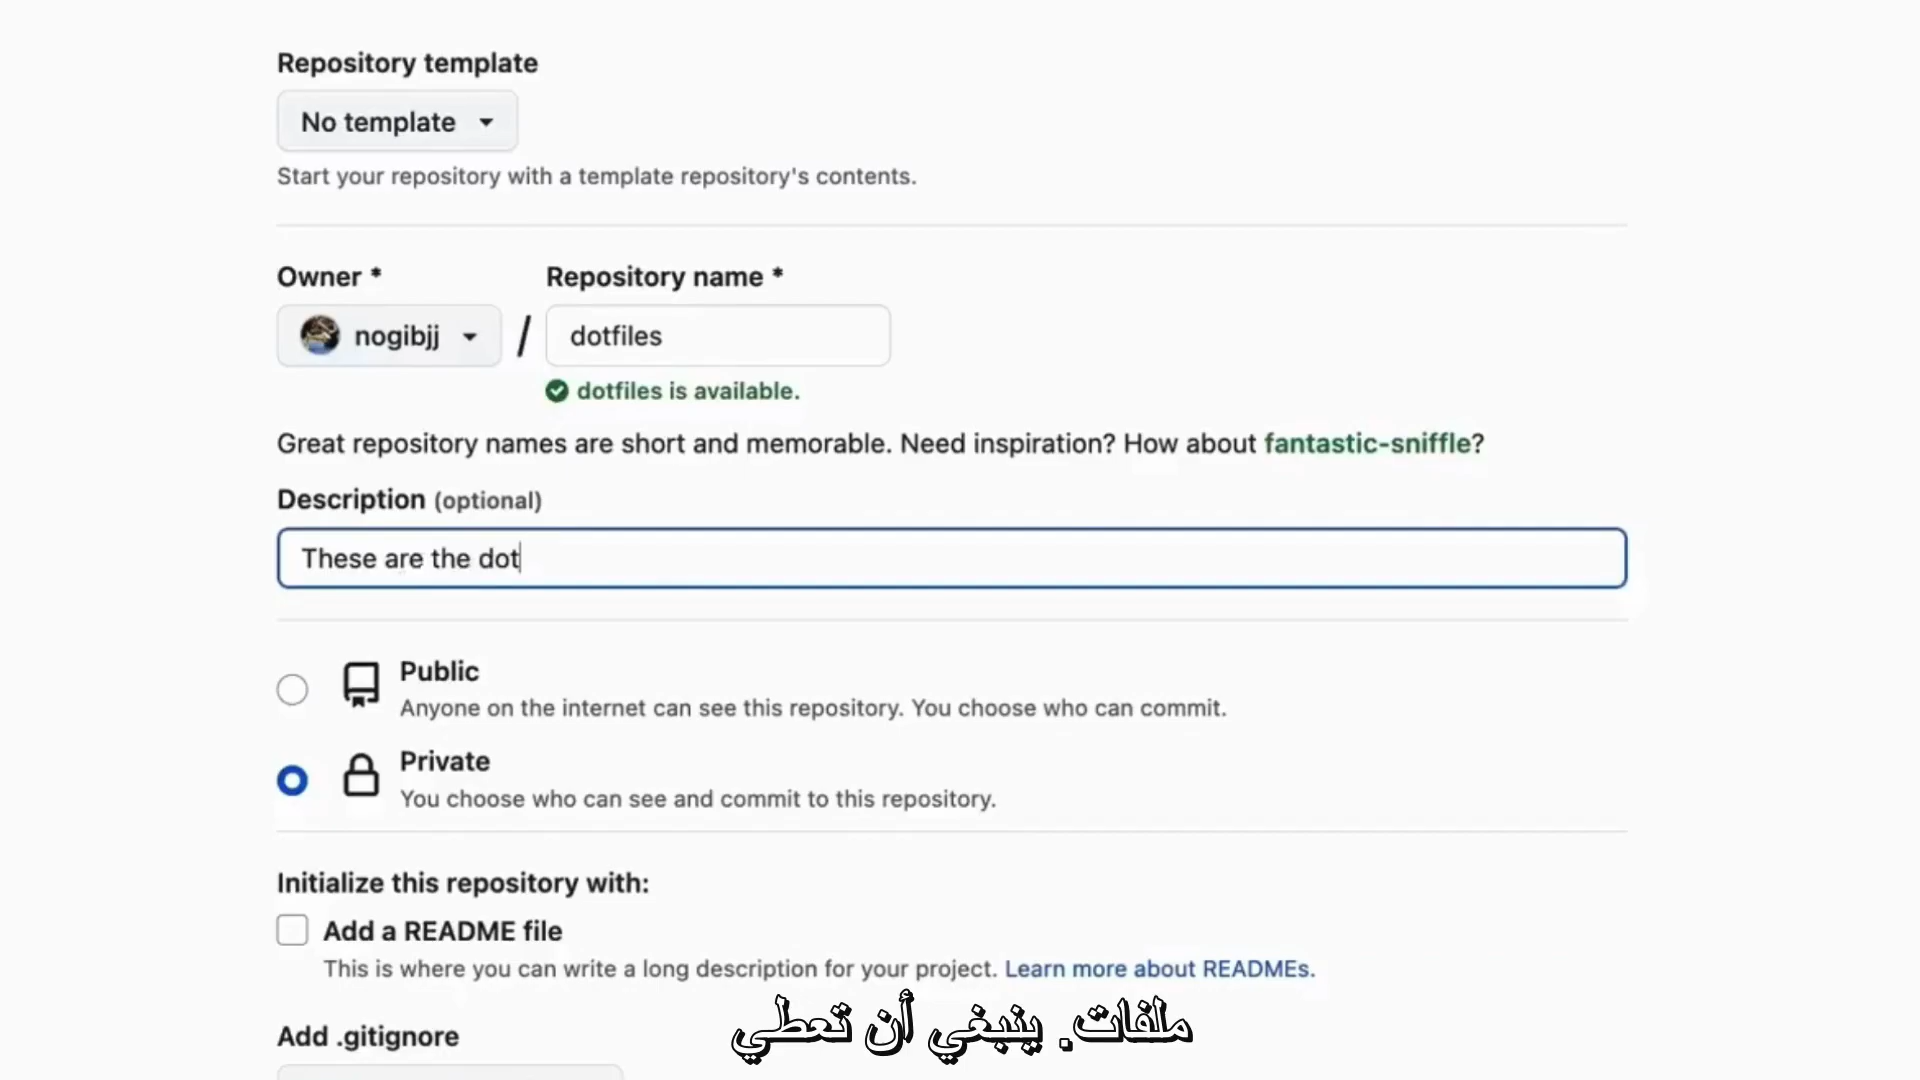 Repository template
No template
Start your repository with a template repository's contents.
Owner * Repository name *
nogibjj / dotfiles
dotfiles is available.
Great repository names are short and memorable. Need inspiration? How about fantastic-sniffle?
Description (optional)
These are the dot
Public
Anyone on the internet can see this repository. You choose who can commit.
Private
You choose who can see and commit to this repository.
Initialize this repository with:
Add a README file
This is where you can write a long description for your project. Learn more about READMEs.
Add .gitignore
ملفات. ينبغي أن تعطي